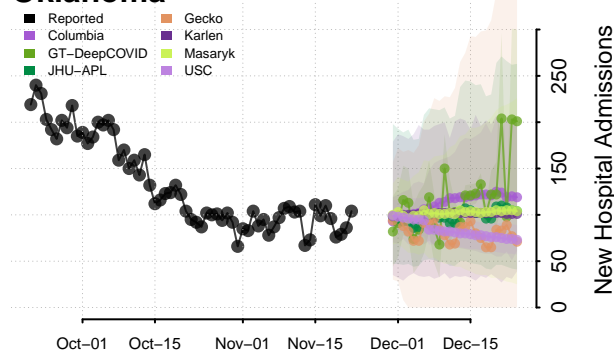 Oklahoma
Reported
Columbia
GT−DeepCOVID
JHU−APL
Gecko
Karlen
Masaryk
USC
0
50
150
250
New Hospital Admissions
Oct−01
Oct−15
Nov−01
Nov−15
Dec−01
Dec−15